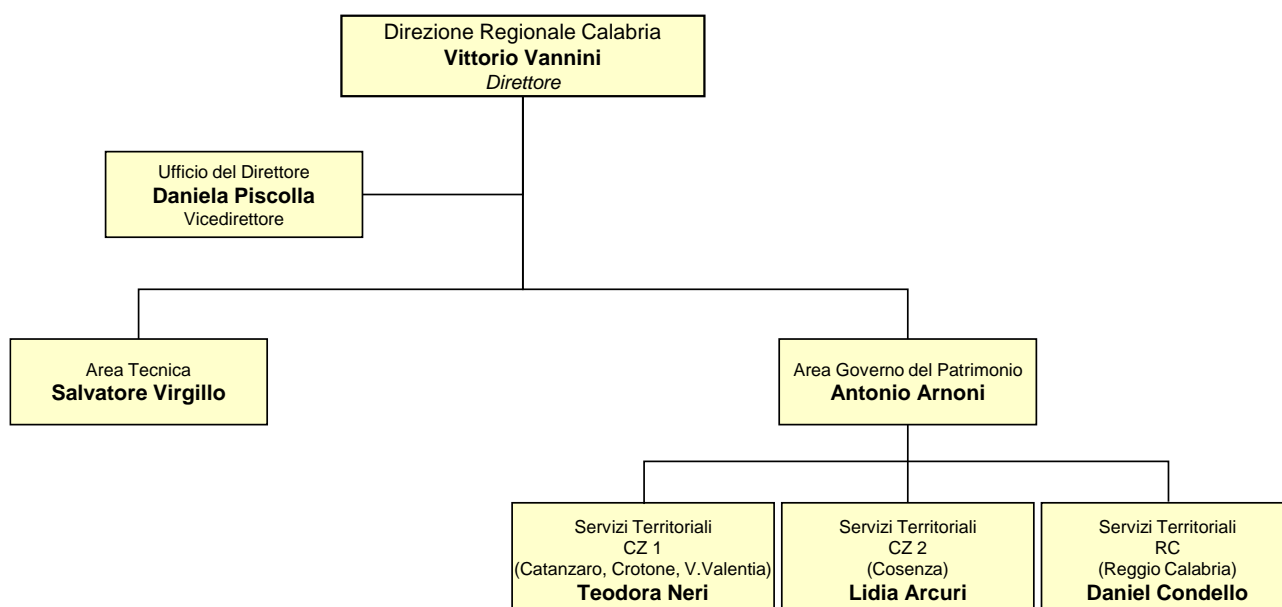 Direzione Regionale Calabria
Vittorio Vannini
Direttore
Ufficio del Direttore
Daniela Piscolla
Vicedirettore
Area Tecnica
Salvatore Virgillo
Area Governo del Patrimonio
Antonio Arnoni
Servizi Territoriali
CZ 1
(Catanzaro, Crotone, V.Valentia)
Teodora Neri
Servizi Territoriali
CZ 2
(Cosenza)
Lidia Arcuri
Servizi Territoriali
RC
(Reggio Calabria)
Daniel Condello